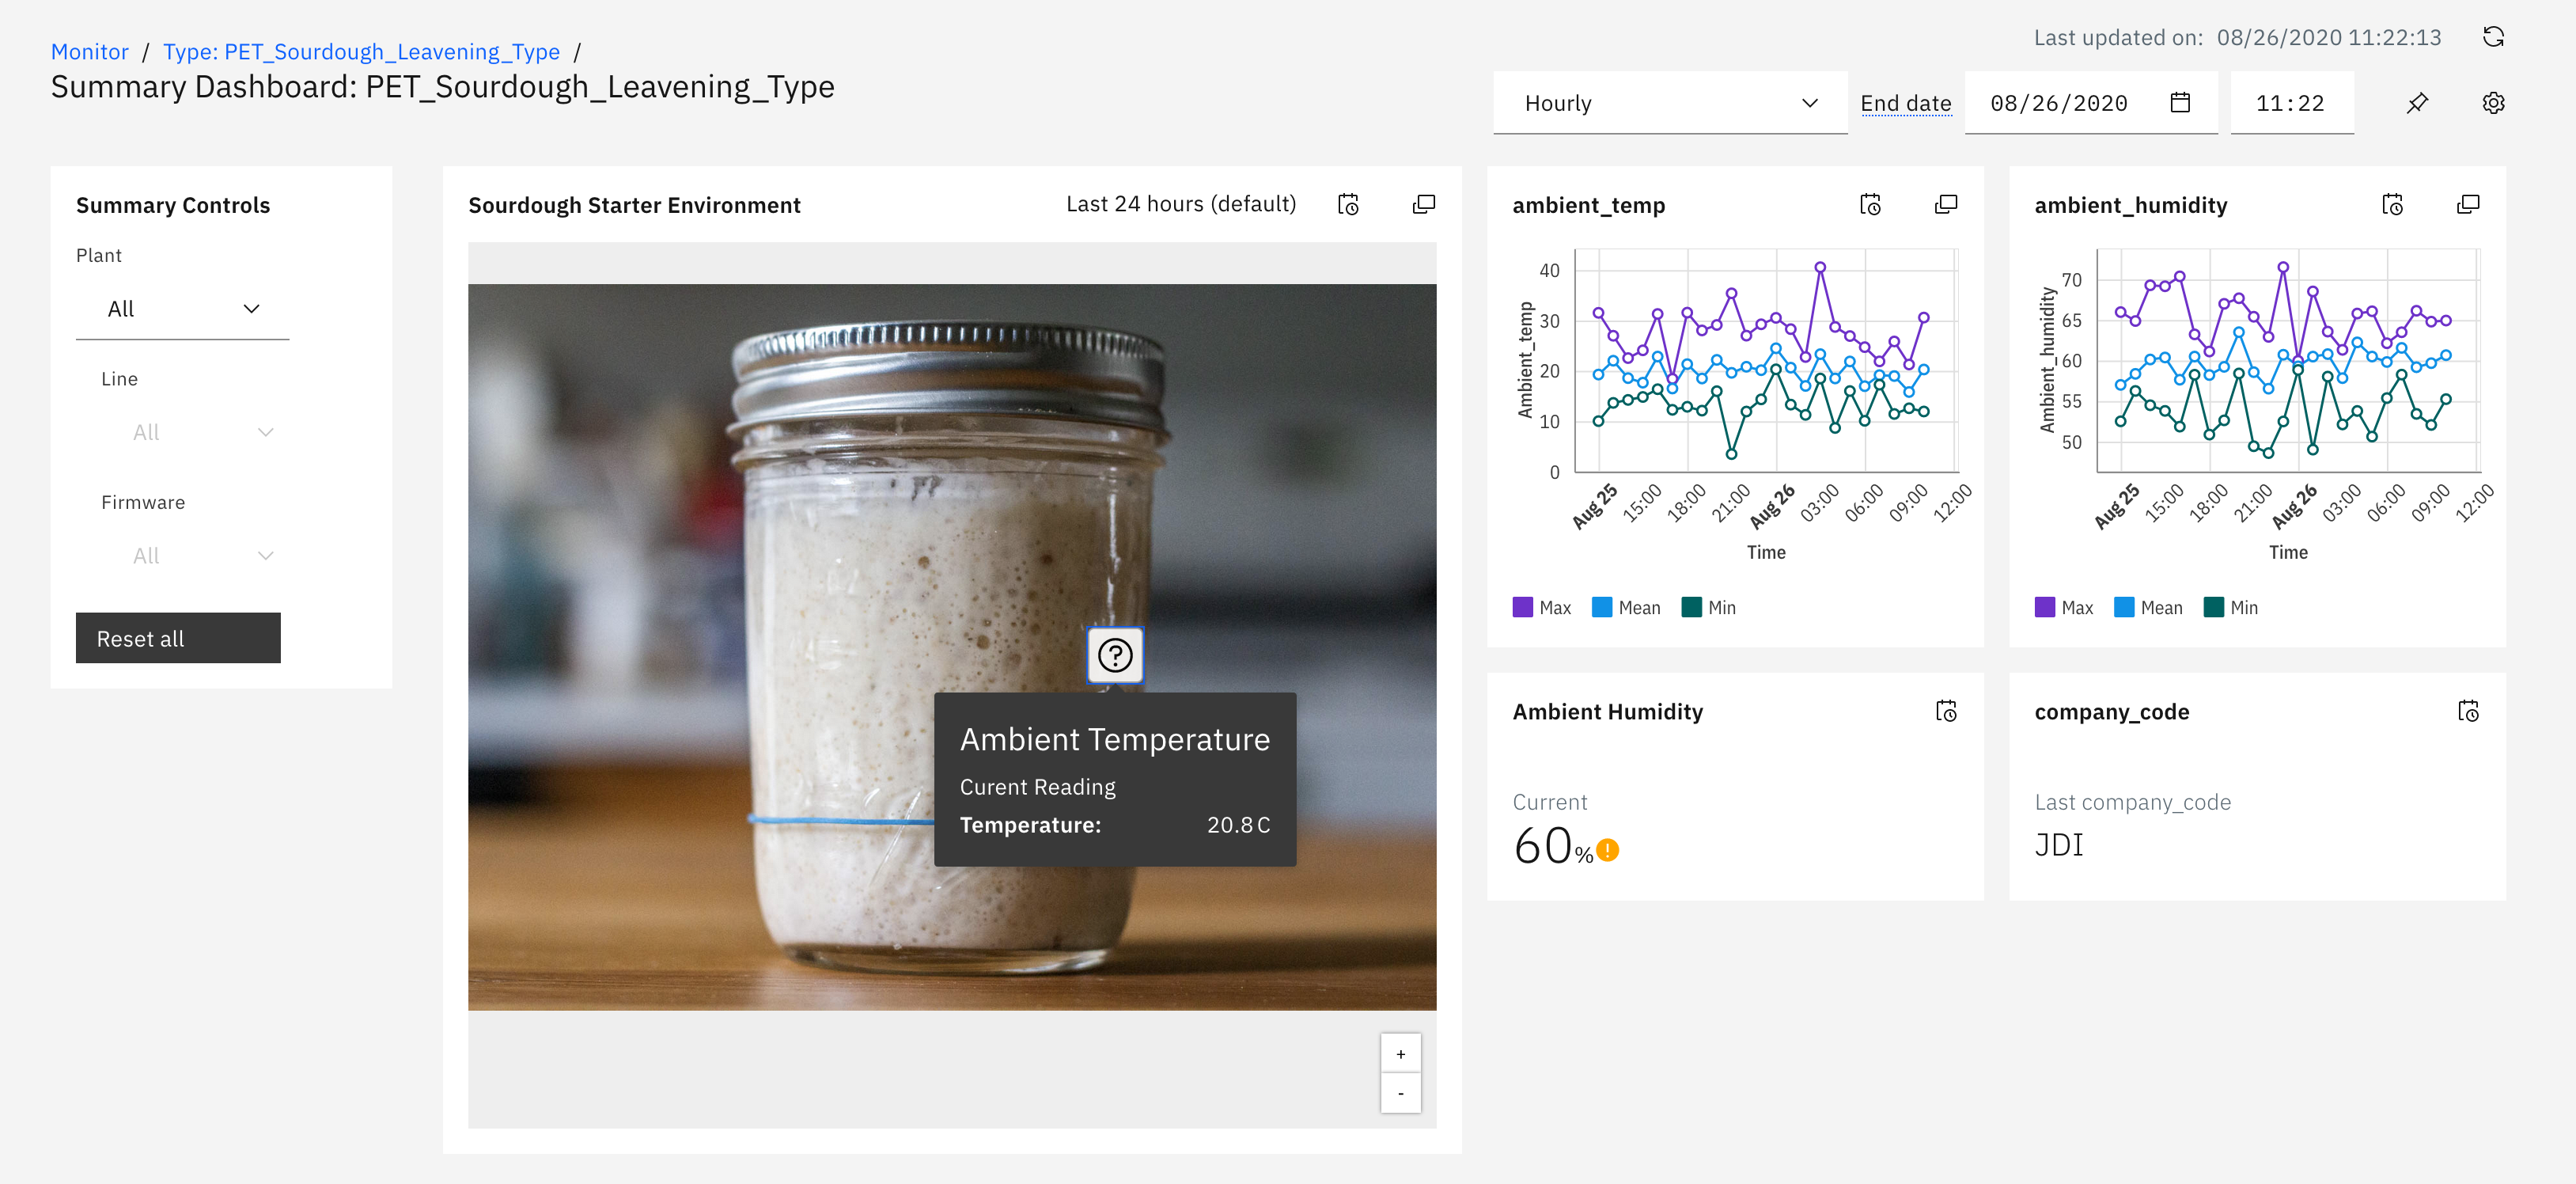 Monitor / Type: PET_Sourdough_Leavening_Type /
Summary Dashboard: PET_Sourdough_Leavening_Type
Last updated on: 08/26/2020 11:22:13
Hourly
End date
08/26/2020
11:22
Summary Controls
Plant
All
Line
All
Firmware
All
Reset all
Sourdough Starter Environment
Last 24 hours (default)
?
Ambient Temperature
Curent Reading
Temperature: 20.8 C
+
-
ambient_temp
Ambient_temp
40
30
20
10
0
Aug 25 15:00 18:00 21:00 Aug 26 03:00 06:00 09:00 12:00
Time
Max Mean Min
ambient_humidity
Ambient_humidity
70
65
60
55
50
Aug 25 15:00 18:00 21:00 Aug 26 03:00 06:00 09:00 12:00
Time
Max Mean Min
Ambient Humidity
Current
60%
!
company_code
Last company_code
JDI